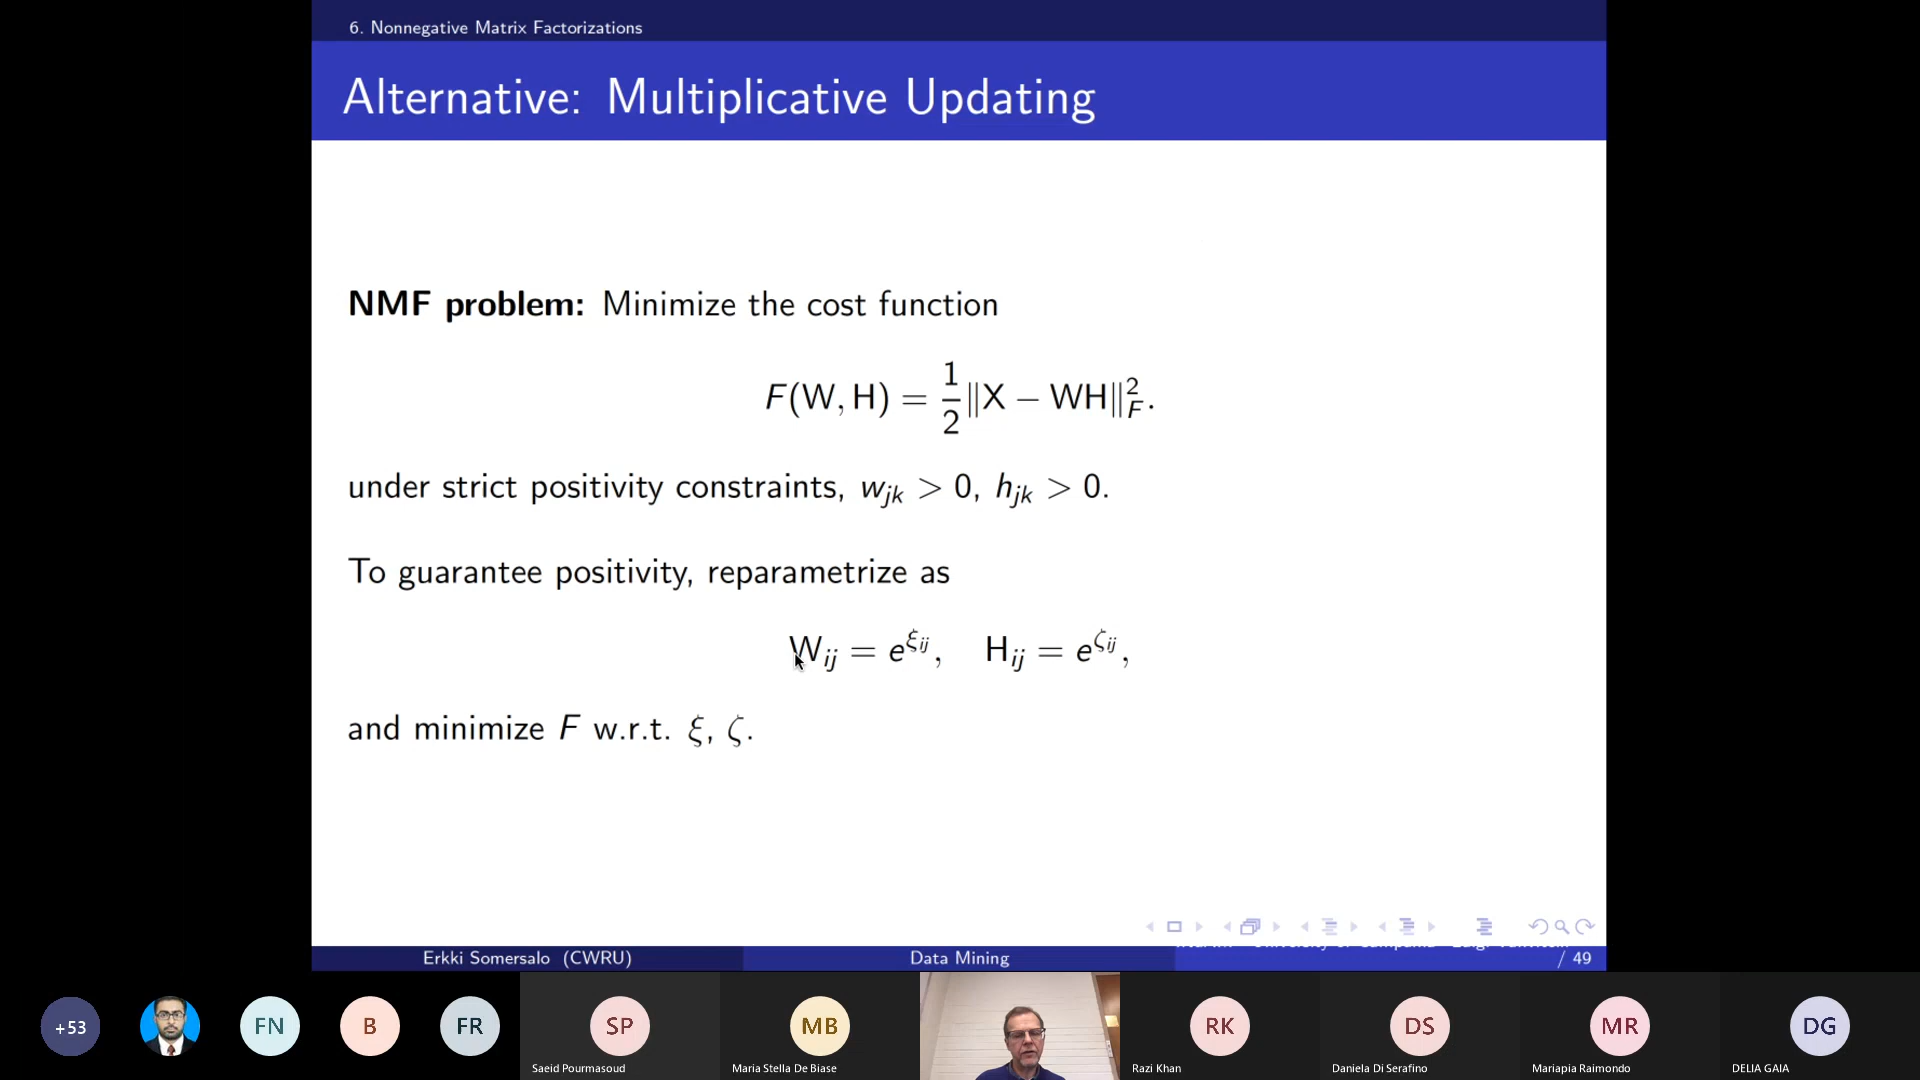 6. Nonnegative Matrix Factorizations
Alternative: Multiplicative Updating
NMF problem: Minimize the cost function
F(W, H) = 1/2 ‖X − WH‖²_F.
under strict positivity constraints, w_jk > 0, h_jk > 0.
To guarantee positivity, reparametrize as
W_ij = e^{ξ_ij}, H_ij = e^{ζ_ij},
and minimize F w.r.t. ξ, ζ.
Erkki Somersalo (CWRU)
Data Mining
/ 49
+53
FN
B
FR
SP
Saeid Pourmasoud
MB
Maria Stella De Biase
RK
Razi Khan
DS
Daniela Di Serafino
MR
Mariapia Raimondo
DG
DELIA GAIA